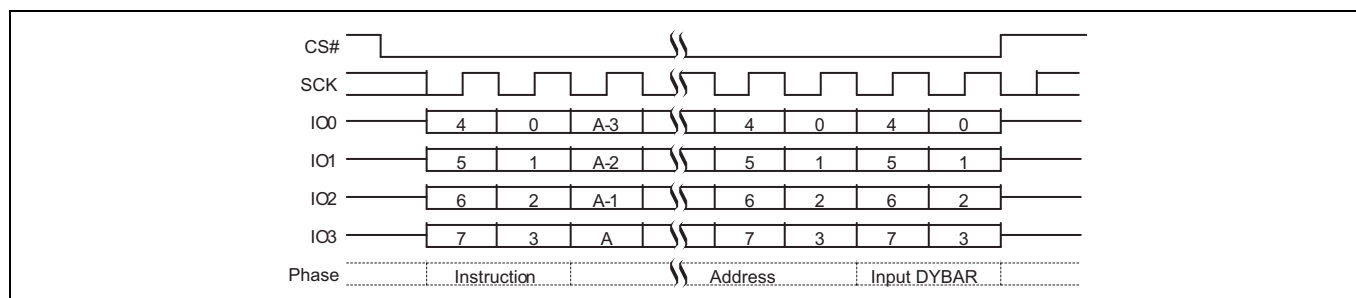 CS#
SCK
IO0 4 0 A-3 4 0 4 0
IO1 5 1 A-2 5 1 5 1
IO2 6 2 A-1 6 2 6 2
IO3 7 3 A 7 3 7 3
Phase Instruction Address Input DYBAR